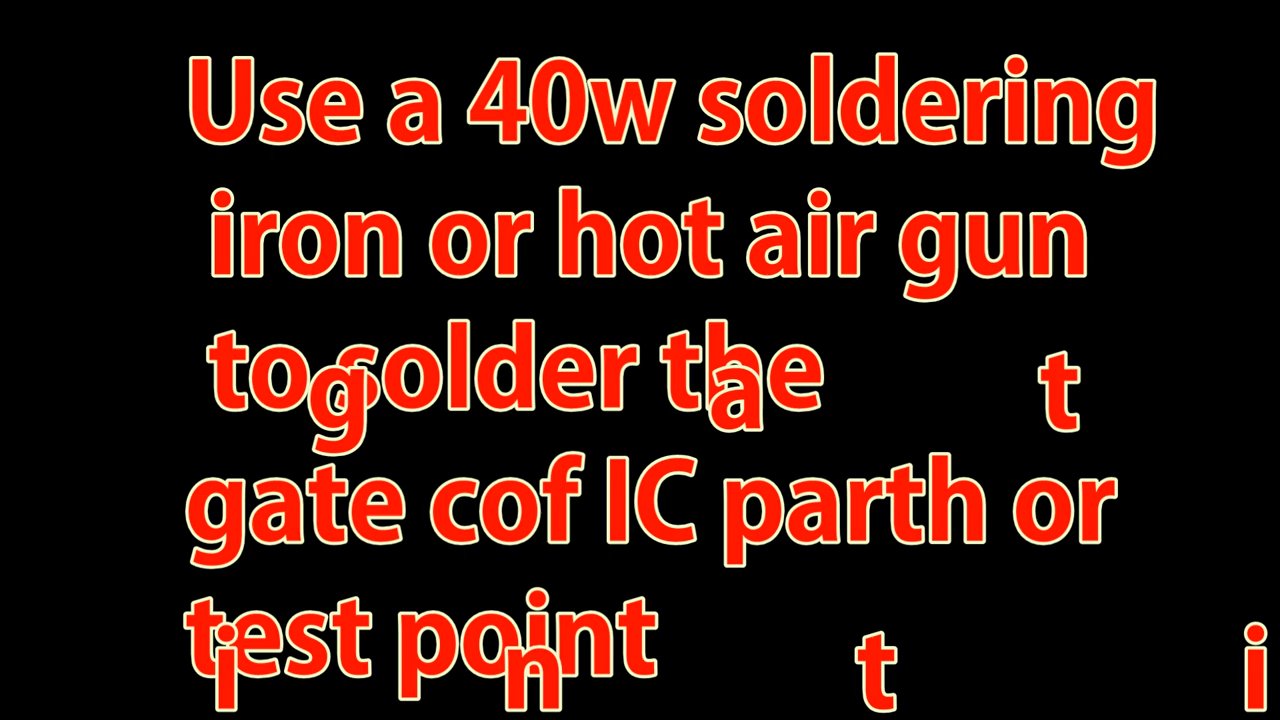 Use a 40w soldering
iron or hot air gun
to solder the
g a t
gate cof IC parth or
test point
i n t i